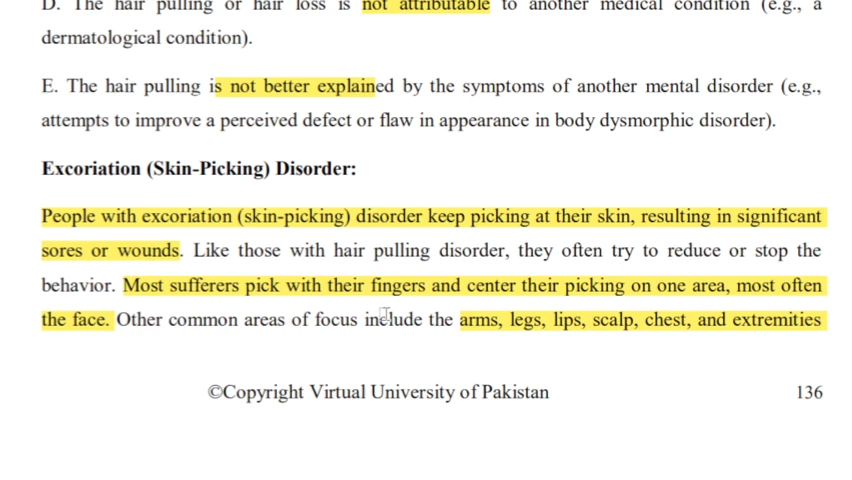 D. The hair pulling or hair loss is not attributable to another medical condition (e.g., a
dermatological condition).
E. The hair pulling is not better explained by the symptoms of another mental disorder (e.g.,
attempts to improve a perceived defect or flaw in appearance in body dysmorphic disorder).
Excoriation (Skin-Picking) Disorder:
People with excoriation (skin-picking) disorder keep picking at their skin, resulting in significant
sores or wounds. Like those with hair pulling disorder, they often try to reduce or stop the
behavior. Most sufferers pick with their fingers and center their picking on one area, most often
the face. Other common areas of focus include the arms, legs, lips, scalp, chest, and extremities
©Copyright Virtual University of Pakistan 136